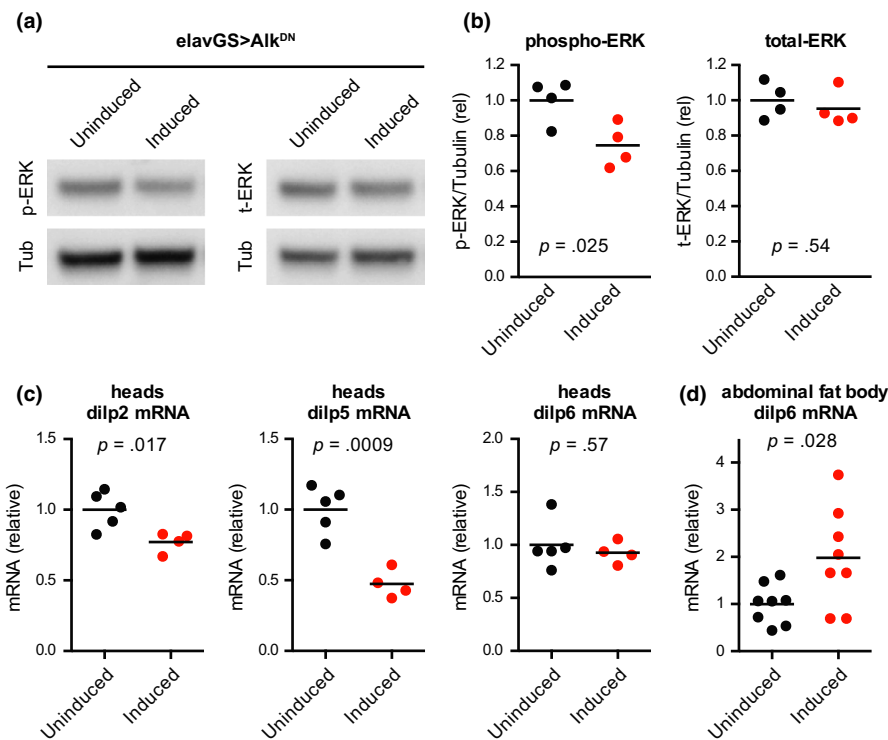 (a)
elavGS>Alk^DN
Uninduced Induced Uninduced Induced
p-ERK t-ERK
Tub Tub
(b)
phospho-ERK
p-ERK/Tubulin (rel)
1.2
1.0
0.8
0.6
0.4
0.2
0.0
p = .025
Uninduced Induced
total-ERK
t-ERK/Tubulin (rel)
1.2
1.0
0.8
0.6
0.4
0.2
0.0
p = .54
Uninduced Induced
(c)
heads
dilp2 mRNA
mRNA (relative)
1.5
1.0
0.5
0.0
p = .017
Uninduced Induced
heads
dilp5 mRNA
mRNA (relative)
1.5
1.0
0.5
0.0
p = .0009
Uninduced Induced
heads
dilp6 mRNA
mRNA (relative)
2.0
1.5
1.0
0.5
0.0
p = .57
Uninduced Induced
(d)
abdominal fat body
dilp6 mRNA
mRNA (relative)
4
3
2
1
0
p = .028
Uninduced Induced